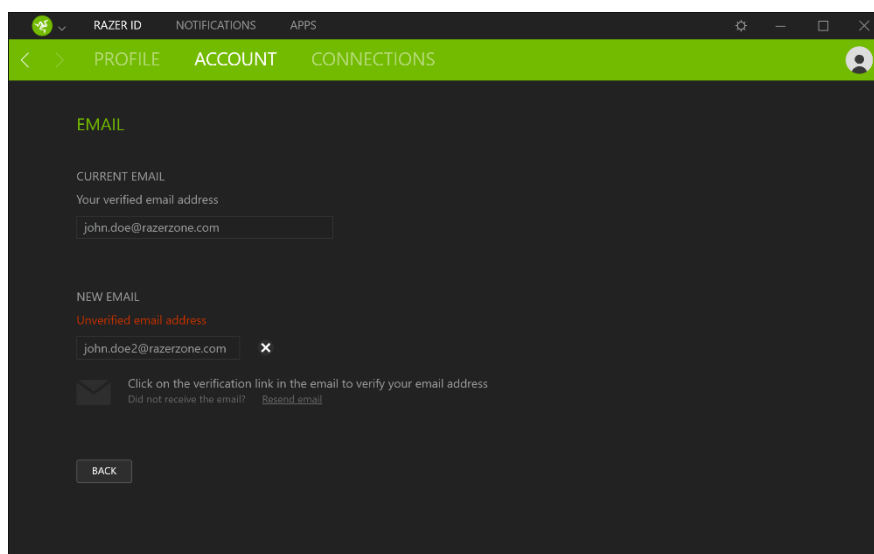 RAZER ID NOTIFICATIONS APPS
PROFILE ACCOUNT CONNECTIONS
EMAIL
CURRENT EMAIL
Your verified email address
john.doe@razerzone.com
NEW EMAIL
Unverified email address
john.doe2@razerzone.com
Click on the verification link in the email to verify your email address
Did not receive the email? Resend email
BACK